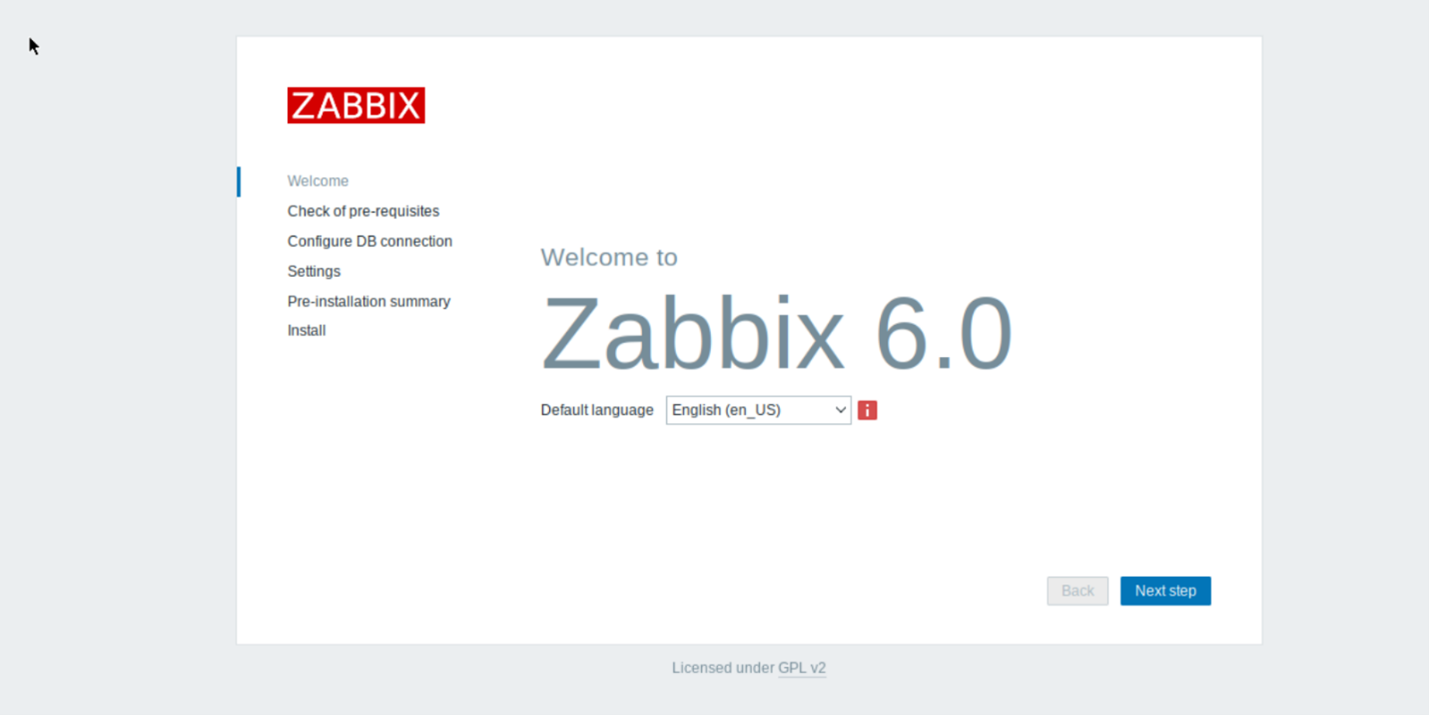 ZABBIX
Welcome
Check of pre-requisites
Configure DB connection
Settings
Pre-installation summary
Install
Welcome to
Zabbix 6.0
Default language English (en_US) i
Back Next step
Licensed under GPL v2